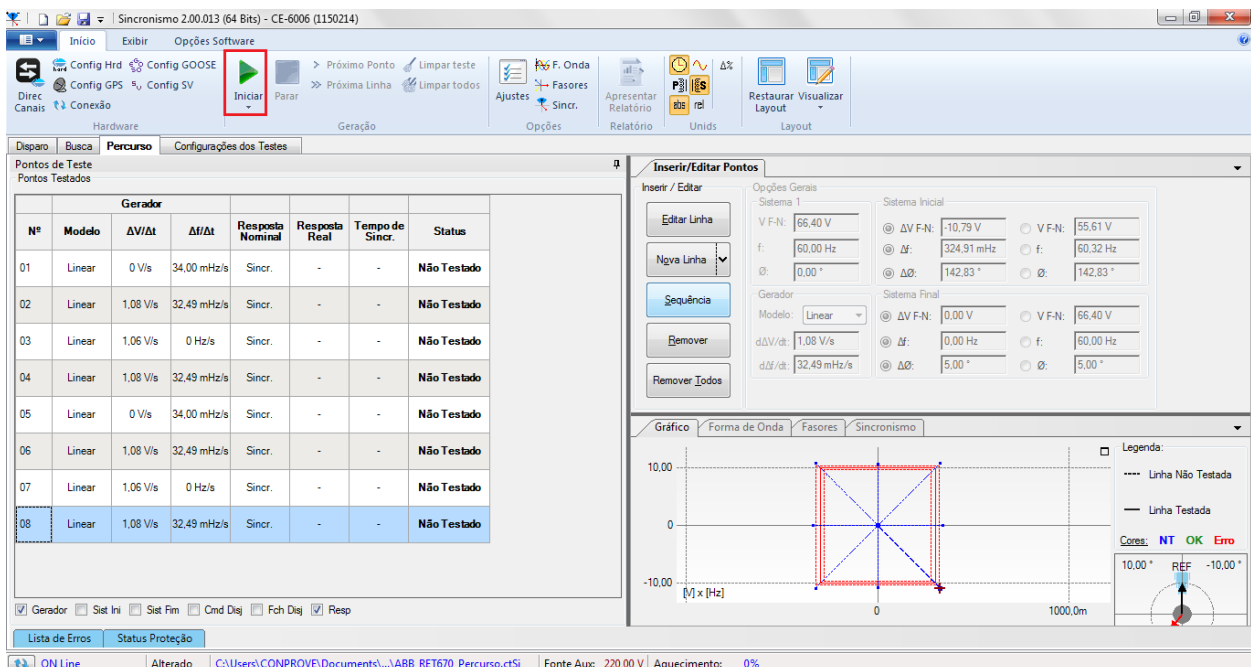 Sincronismo 2.00.013 (64 Bits) - CE-6006 (1150214)
Início Exibir Opções Software
Direc Canais
Config Hrd Config GOOSE
Config GPS Config SV
Conexão
Hardware
Iniciar
Parar
> Próximo Ponto Limpar teste
>> Próxima Linha Limpar todos
Geração
Ajustes
F. Onda
Fasores
Sincr.
Opções
Apresentar Relatório
Relatório
Δ%
abs rel
Unids
Restaurar Layout
Visualizar
Layout
Disparo Busca Percurso Configurações dos Testes
Pontos de Teste
Pontos Testados
Gerador
Nº Modelo ΔV/Δt Δf/Δt Resposta Nominal Resposta Real Tempo de Sincr. Status
01 Linear 0 V/s 34,00 mHz/s Sincr. - - Não Testado
02 Linear 1,08 V/s 32,49 mHz/s Sincr. - - Não Testado
03 Linear 1,06 V/s 0 Hz/s Sincr. - - Não Testado
04 Linear 1,08 V/s 32,49 mHz/s Sincr. - - Não Testado
05 Linear 0 V/s 34,00 mHz/s Sincr. - - Não Testado
06 Linear 1,08 V/s 32,49 mHz/s Sincr. - - Não Testado
07 Linear 1,06 V/s 0 Hz/s Sincr. - - Não Testado
08 Linear 1,08 V/s 32,49 mHz/s Sincr. - - Não Testado
Gerador Sist Ini Sist Fim Cmd Disj Fch Disj Resp
Lista de Erros Status Proteção
Inserir/Editar Pontos
Inserir / Editar
Editar Linha
Nova Linha
Sequência
Remover
Remover Todos
Opções Gerais
Sistema 1
V F-N: 66,40 V
f: 60,00 Hz
Ø: 0,00 °
Sistema Inicial
ΔV F-N: -10,79 V V F-N: 55,61 V
Δf: 324,91 mHz f: 60,32 Hz
ΔØ: 142,83 ° Ø: 142,83 °
Gerador
Modelo: Linear
dΔV/dt: 1,08 V/s
dΔf/dt: 32,49 mHz/s
Sistema Final
ΔV F-N: 0,00 V V F-N: 66,40 V
Δf: 0,00 Hz f: 60,00 Hz
ΔØ: 5,00 ° Ø: 5,00 °
Gráfico Forma de Onda Fasores Sincronismo
10,00
0
-10,00
[V] x [Hz]
0 1000,0m
Legenda:
Linha Não Testada
Linha Testada
Cores: NT OK Erro
10,00 ° REF -10,00 °
ON Line Alterado C:\Users\CONPROVE\Documents\...\ABB_RET670_Percurso.ctSi Fonte Aux: 220,00 V Aquecimento: 0%